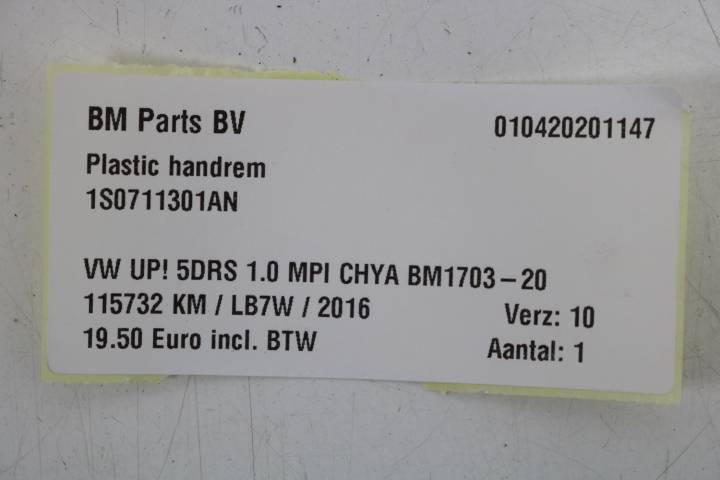 BM Parts BV 010420201147
Plastic handrem
1S0711301AN
VW UP! 5DRS 1.0 MPI CHYA BM1703-20
115732 KM / LB7W / 2016 Verz: 10
19.50 Euro incl. BTW Aantal: 1